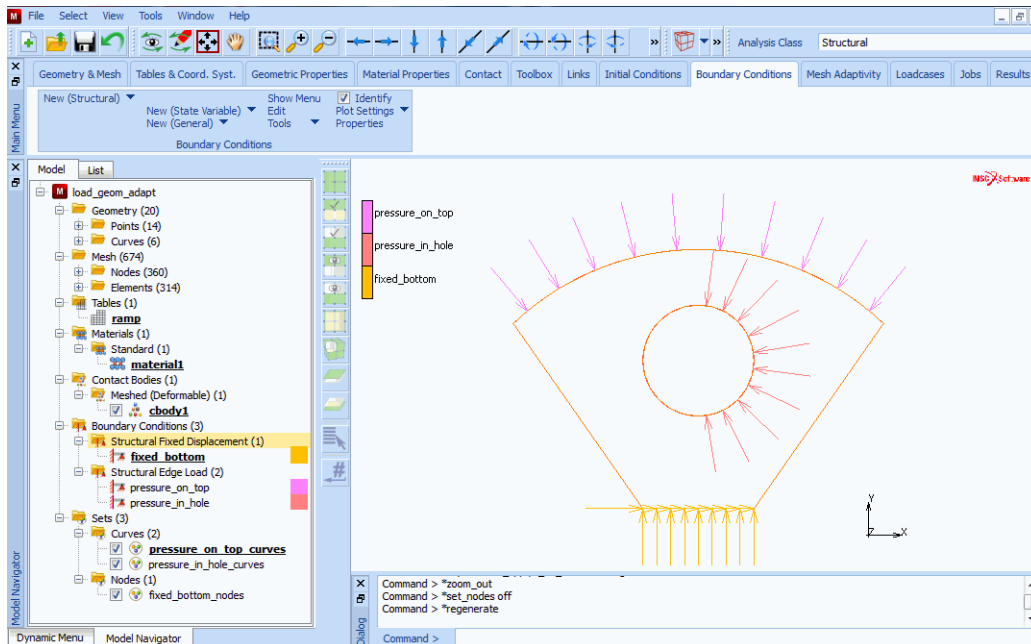 M File Select View Tools Window Help
» » Analysis Class Structural
Main Menu
Geometry & Mesh Tables & Coord. Syst. Geometric Properties Material Properties Contact Toolbox Links Initial Conditions Boundary Conditions Mesh Adaptivity Loadcases Jobs Results
New (Structural) Show Menu Identify
New (State Variable) Edit Plot Settings
New (General) Tools Properties
Boundary Conditions
Model Navigator
Model List
M load_geom_adapt
Geometry (20)
Points (14)
Curves (6)
Mesh (674)
Nodes (360)
Elements (314)
Tables (1)
ramp
Materials (1)
Standard (1)
material1
Contact Bodies (1)
Meshed (Deformable) (1)
cbody1
Boundary Conditions (3)
Structural Fixed Displacement (1)
fixed_bottom
Structural Edge Load (2)
pressure_on_top
pressure_in_hole
Sets (3)
Curves (2)
pressure_on_top_curves
pressure_in_hole_curves
Nodes (1)
fixed_bottom_nodes
Dynamic Menu Model Navigator
#
pressure_on_top
pressure_in_hole
fixed_bottom
MSC Software
Y
Z X
Dialog
Command > *zoom_out
Command > *set_nodes off
Command > *regenerate
Command >